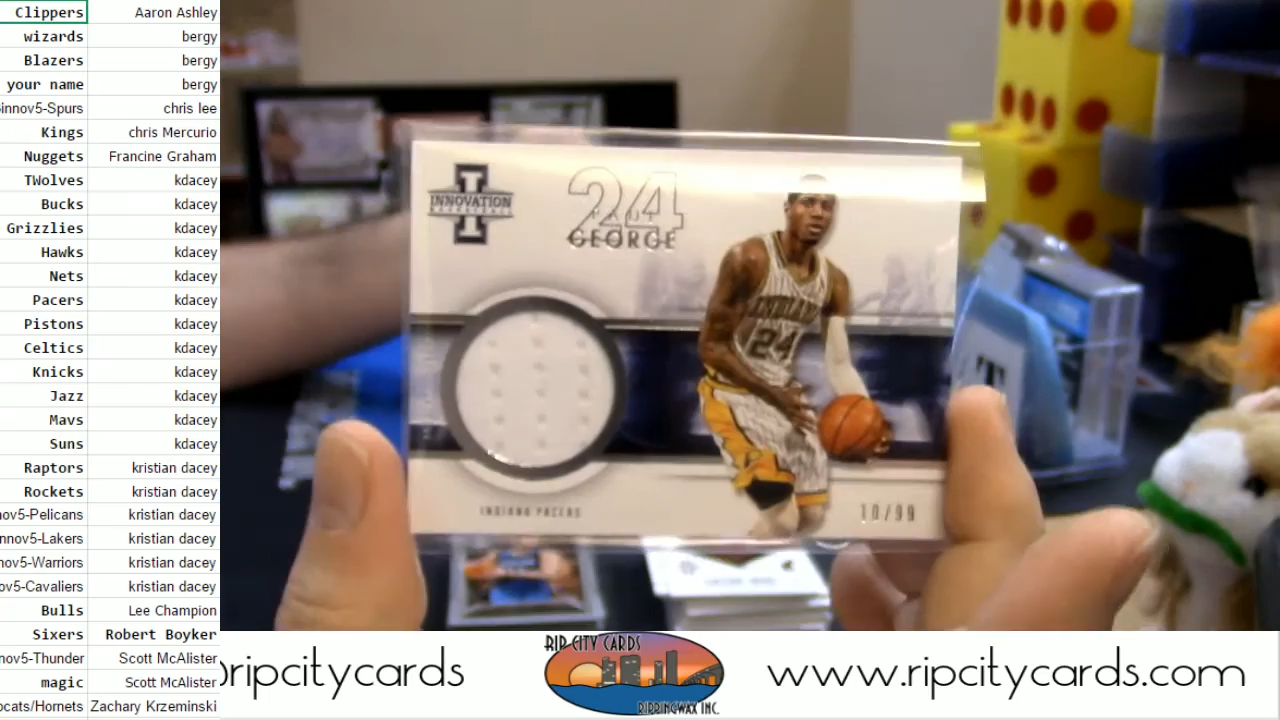 Clippers Aaron Ashley
wizards bergy
Blazers bergy
your name bergy
innov5-Spurs chris lee
Kings chris Mercurio
Nuggets Francine Graham
TWolves kdacey
Bucks kdacey
Grizzlies kdacey
Hawks kdacey
Nets kdacey
Pacers kdacey
Pistons kdacey
Celtics kdacey
Knicks kdacey
Jazz kdacey
Mavs kdacey
Suns kdacey
Raptors kristian dacey
Rockets kristian dacey
nov5-Pelicans kristian dacey
nnov5-Lakers kristian dacey
nov5-Warriors kristian dacey
ov5-Cavaliers kristian dacey
Bulls Lee Champion
Sixers Robert Boyker
nov5-Thunder Scott McAlister
magic Scott McAlister
ocats/Hornets Zachary Krzeminski
I
INNOVATION
BASKETBALL
24
PAUL
GEORGE
INDIANA
24
INDIANA PACERS
10/99
T
ripcitycards
RIP CITY CARDS
RIPPINGWAX INC.
www.ripcitycards.com